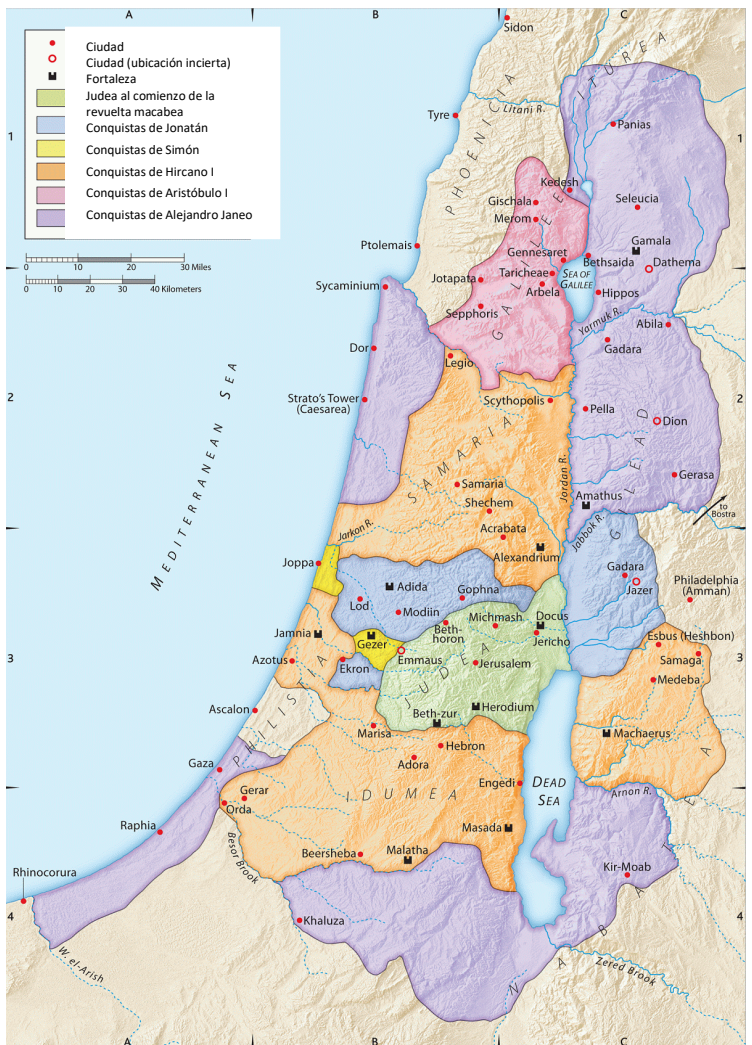 A
B
C
Sidon
Ciudad
Ciudad (ubicación incierta)
Fortaleza
Judea al comienzo de la
revuelta macabea
Conquistas de Jonatán
Conquistas de Simón
Conquistas de Hircano I
Conquistas de Aristóbulo I
Conquistas de Alejandro Janeo
0 10 20 30 Miles
0 10 20 30 40 Kilometers
ITUREA
Litani R.
Tyre
PHOENICIA
Panias
1
1
Kedesh
Gischala
Merom
Seleucia
Ptolemais
Gamala
Gennesaret
Bethsaida
Dathema
Taricheae
SEA OF
GALILEE
Jotapata
Arbela
Hippos
Sycaminium
GALILEE
Sepphoris
Yarmuk R.
Abila
Dor
Gadara
Legio
2
2
Strato's Tower
(Caesarea)
Scythopolis
Pella
Dion
MEDITERRANEAN SEA
SAMARIA
Jordan R.
GILEAD
Gerasa
Samaria
Amathus
Shechem
to
Bostra
Jarkon R.
Acrabata
Jabbok R.
Alexandrium
Joppa
Gadara
Jazer
Philadelphia
(Amman)
Adida
Gophna
Lod
Modiin
Michmash
Docus
Jamnia
Beth-
horon
Jericho
Gezer
Esbus (Heshbon)
Emmaus
3
3
Azotus
Ekron
JUDEA
Jerusalem
Samaga
Medeba
PHILISTIA
Ascalon
Beth-zur
Herodium
Marisa
Machaerus
Hebron
Adora
Gaza
Engedi
DEAD
SEA
Gerar
IDUMEA
Arnon R.
Orda
Raphia
Masada
Besor Brook
Beersheba
Malatha
Kir-Moab
Rhinocorura
4
4
Khaluza
NABATEA
W. el-Arish
Zered Brook
A
B
C